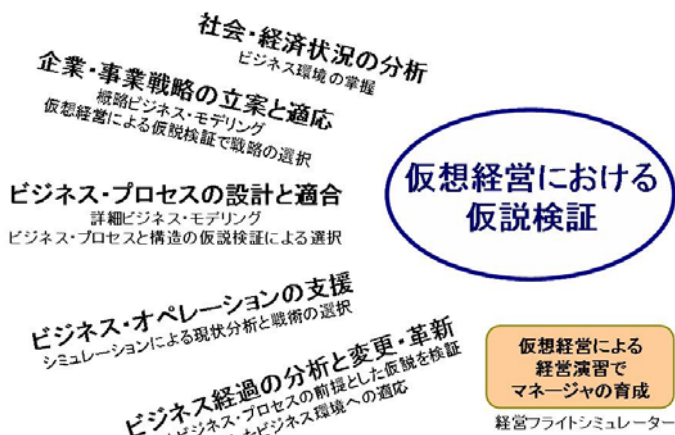 社会・経済状況の分析
ビジネス環境の掌握
企業・事業戦略の立案と適応
概略ビジネス・モデリング
仮想経営による仮説検証で戦略の選択
ビジネス・プロセスの設計と適合
詳細ビジネス・モデリング
ビジネス・プロセスと構造の仮説検証による選択
ビジネス・オペレーションの支援
シミュレーションによる現状分析と戦術の選択
ビジネス経過の分析と変更・革新
ビジネス・プロセスの前提とした仮説を検証
ビジネス環境への適応
仮想経営における
仮説検証
仮想経営による
経営演習で
マネージャの育成
経営フライトシミュレーター